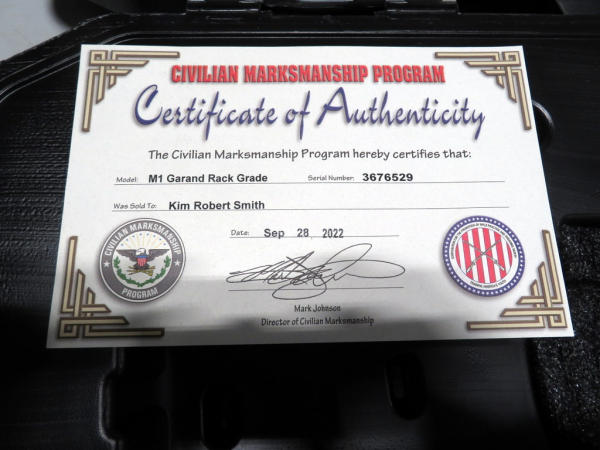 CIVILIAN MARKSMANSHIP PROGRAM
Certificate of Authenticity
The Civilian Marksmanship Program hereby certifies that:
Model: M1 Garand Rack Grade Serial Number: 3676529
Was Sold To: Kim Robert Smith
Date: Sep 28, 2022
CIVILIAN MARKSMANSHIP
PROGRAM
Mark Johnson
Director of Civilian Marksmanship